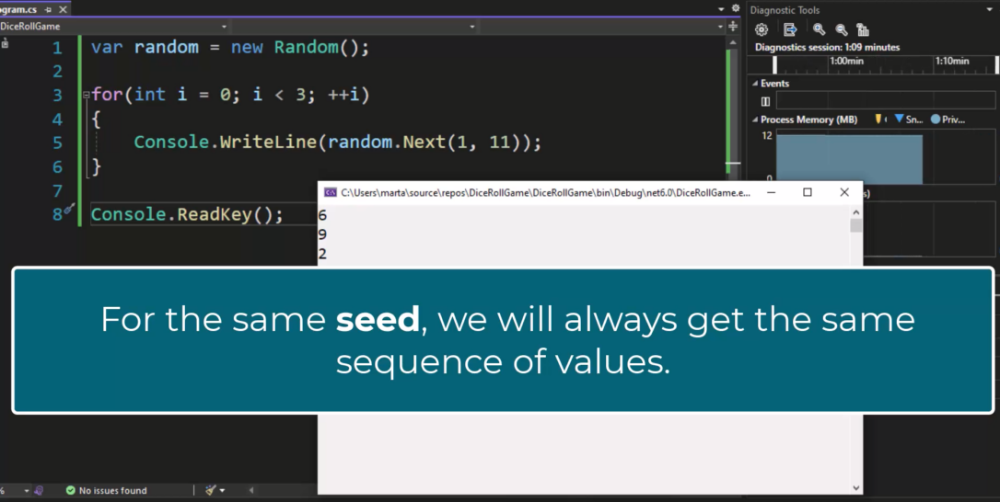 ogram.cs
DiceRollGame
1 var random = new Random();
2
3 for(int i = 0; i < 3; ++i)
4 {
5 Console.WriteLine(random.Next(1, 11));
6 }
7
8 Console.ReadKey();
Diagnostic Tools
Diagnostics session: 1:09 minutes
1:00min 1:10min
Events
Process Memory (MB) Sn... Priv...
12
0
s)
C:\Users\marta\source\repos\DiceRollGame\DiceRollGame\bin\Debug\net6.0\DiceRollGame.e...
6
9
2
For the same seed, we will always get the same
sequence of values.
% No issues found